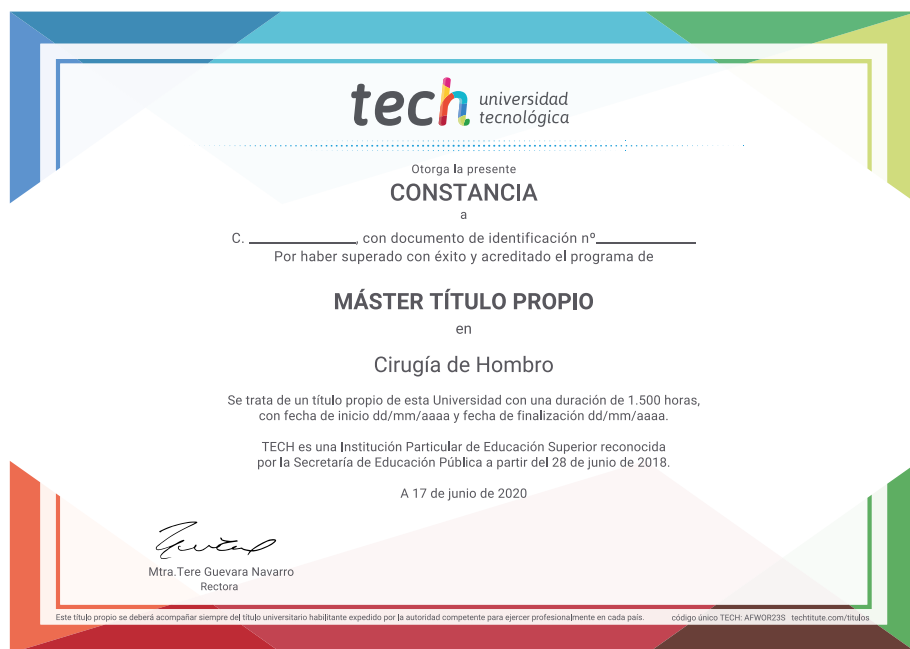 tech universidad
tecnológica
Otorga la presente
CONSTANCIA
a
C. ____________, con documento de identificación nº____________
Por haber superado con éxito y acreditado el programa de
MÁSTER TÍTULO PROPIO
en
Cirugía de Hombro
Se trata de un título propio de esta Universidad con una duración de 1.500 horas,
con fecha de inicio dd/mm/aaaa y fecha de finalización dd/mm/aaaa.
TECH es una Institución Particular de Educación Superior reconocida
por la Secretaría de Educación Pública a partir del 28 de junio de 2018.
A 17 de junio de 2020
Mtra.Tere Guevara Navarro
Rectora
Este título propio se deberá acompañar siempre del título universitario habilitante expedido por la autoridad competente para ejercer profesionalmente en cada país. código único TECH: AFWOR23S techtitute.com/titulos